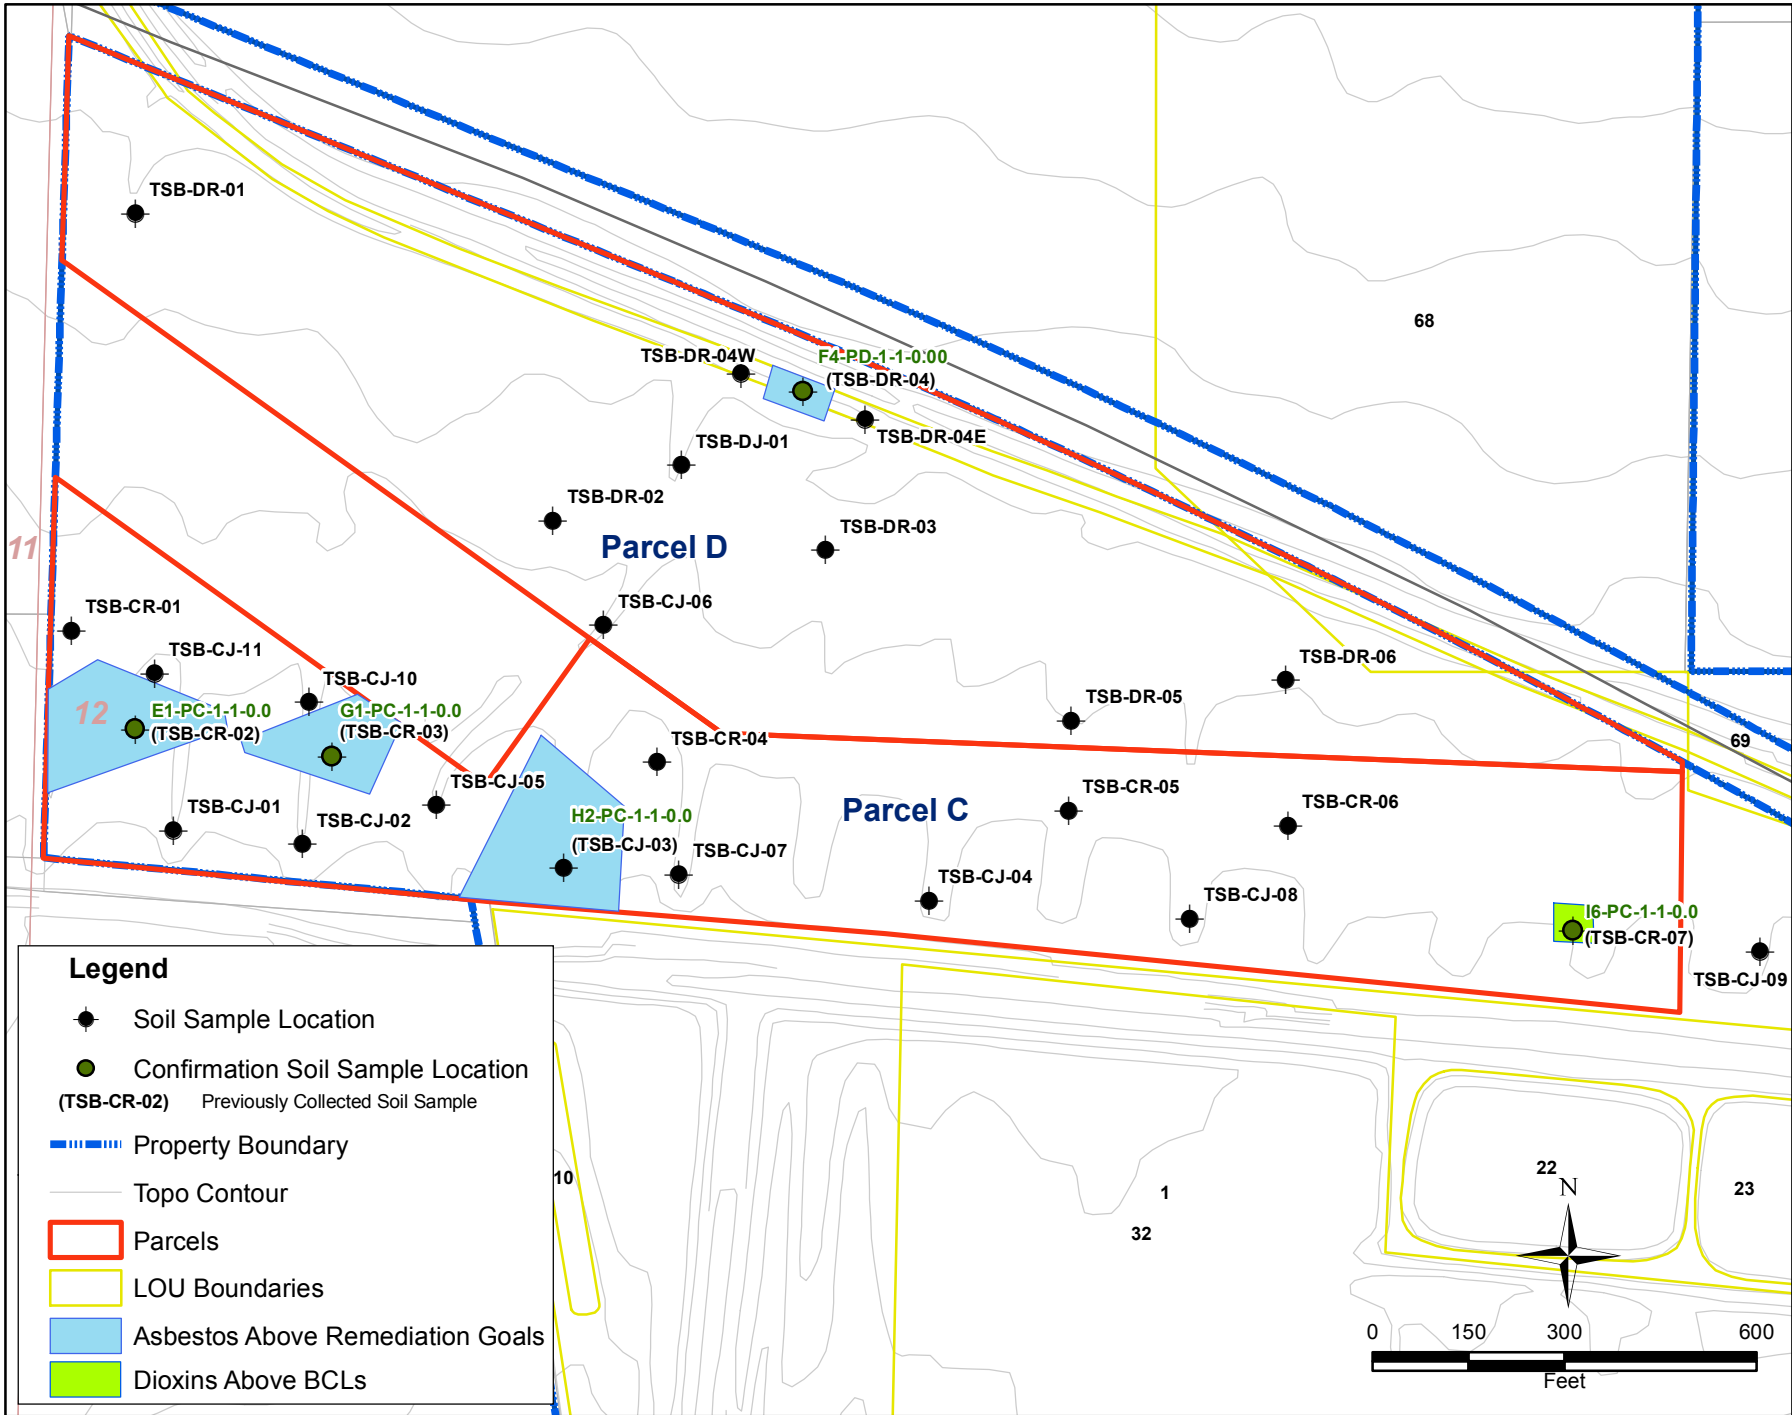 TSB-DR-01
68
TSB-DR-04W
F4-PD-1-1-0.00
(TSB-DR-04)
TSB-DR-04E
TSB-DJ-01
TSB-DR-02
TSB-DR-03
Parcel D
11
TSB-CR-01
TSB-CJ-06
TSB-CJ-11
TSB-CJ-10
TSB-DR-06
TSB-DR-05
12
E1-PC-1-1-0.0
(TSB-CR-02)
G1-PC-1-1-0.0
(TSB-CR-03)
TSB-CR-04
69
TSB-CJ-05
TSB-CJ-01
TSB-CJ-02
H2-PC-1-1-0.0
(TSB-CJ-03)
TSB-CJ-07
Parcel C
TSB-CR-05
TSB-CR-06
TSB-CJ-04
TSB-CJ-08
I6-PC-1-1-0.0
(TSB-CR-07)
TSB-CJ-09
Legend
Soil Sample Location
Confirmation Soil Sample Location
(TSB-CR-02) Previously Collected Soil Sample
Property Boundary
Topo Contour
Parcels
LOU Boundaries
Asbestos Above Remediation Goals
Dioxins Above BCLs
10
1
32
22
23
N
0 150 300 600
Feet